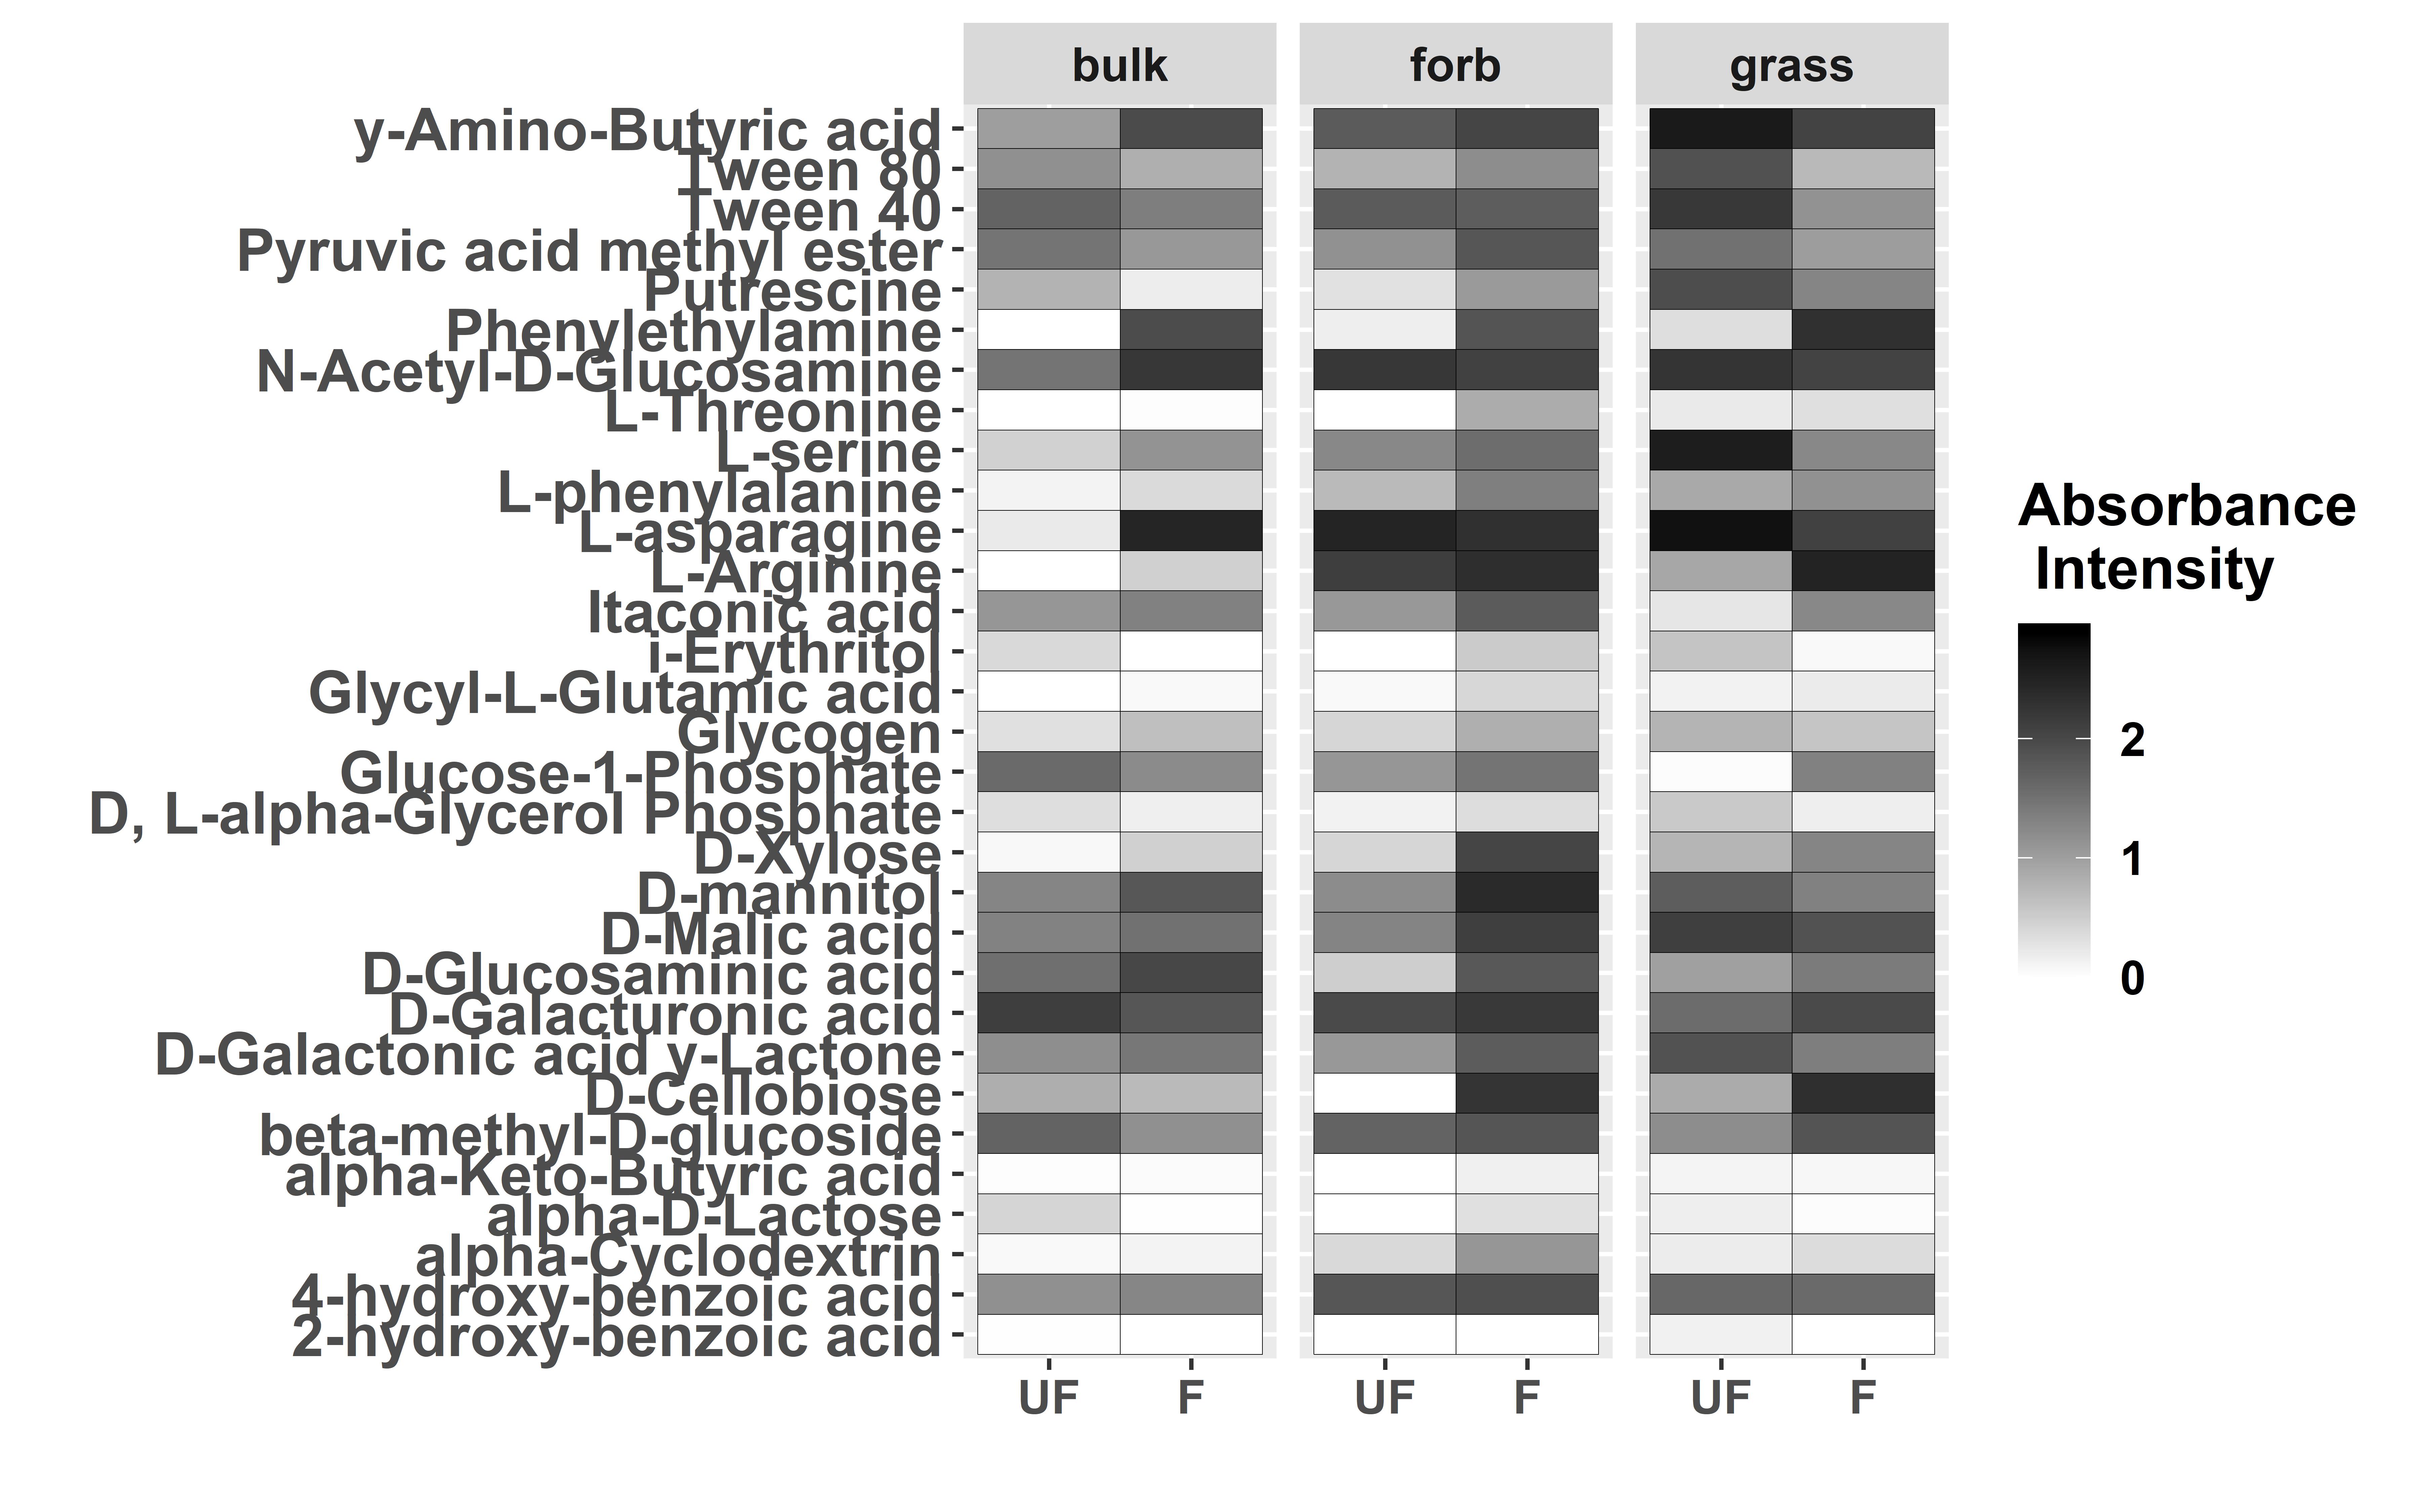 bulk forb grass
y-Amino-Butyric acid
Tween 80
Tween 40
Pyruvic acid methyl ester
Putrescine
Phenylethylamine
N-Acetyl-D-Glucosamine
L-Threonine
L-serine
L-phenylalanine
L-asparagine
L-Arginine
Itaconic acid
i-Erythritol
Glycyl-L-Glutamic acid
Glycogen
Glucose-1-Phosphate
D, L-alpha-Glycerol Phosphate
D-Xylose
D-mannitol
D-Malic acid
D-Glucosaminic acid
D-Galacturonic acid
D-Galactonic acid y-Lactone
D-Cellobiose
beta-methyl-D-glucoside
alpha-Keto-Butyric acid
alpha-D-Lactose
alpha-Cyclodextrin
4-hydroxy-benzoic acid
2-hydroxy-benzoic acid
UF F UF F UF F
Absorbance
Intensity
2
1
0